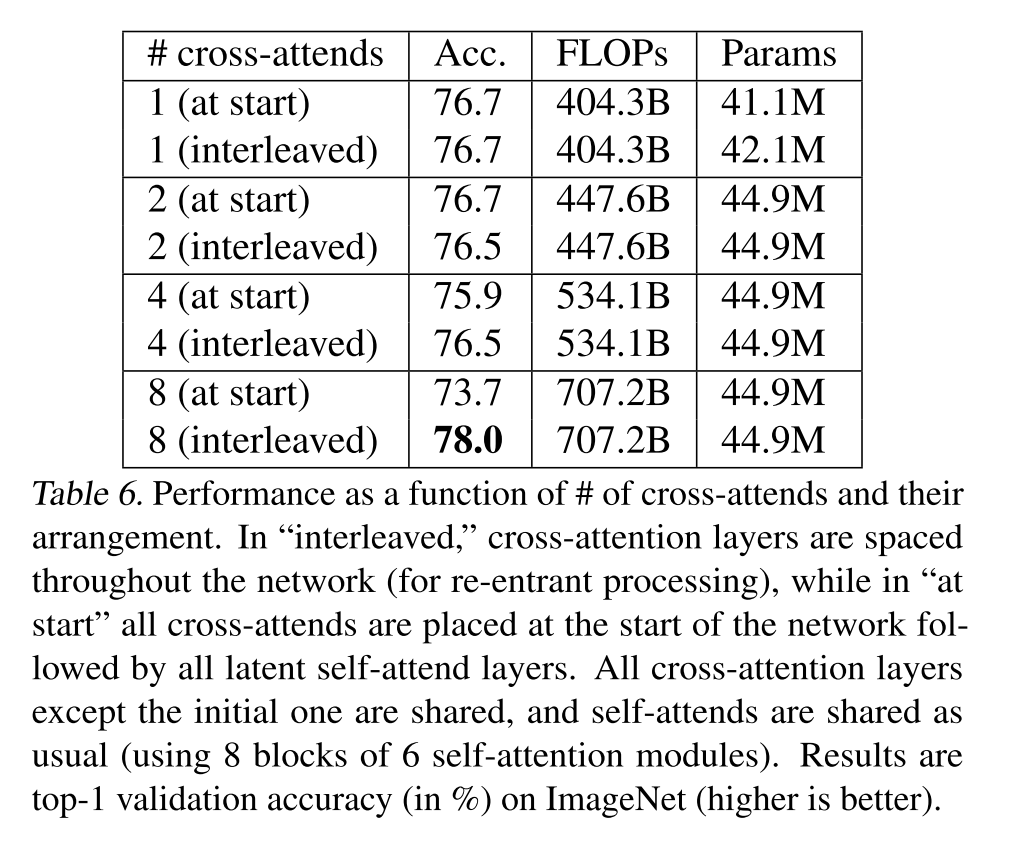 # cross-attends Acc. FLOPs Params
1 (at start) 76.7 404.3B 41.1M
1 (interleaved) 76.7 404.3B 42.1M
2 (at start) 76.7 447.6B 44.9M
2 (interleaved) 76.5 447.6B 44.9M
4 (at start) 75.9 534.1B 44.9M
4 (interleaved) 76.5 534.1B 44.9M
8 (at start) 73.7 707.2B 44.9M
8 (interleaved) 78.0 707.2B 44.9M
Table 6. Performance as a function of # of cross-attends and their
arrangement. In “interleaved,” cross-attention layers are spaced
throughout the network (for re-entrant processing), while in “at
start” all cross-attends are placed at the start of the network fol-
lowed by all latent self-attend layers. All cross-attention layers
except the initial one are shared, and self-attends are shared as
usual (using 8 blocks of 6 self-attention modules). Results are
top-1 validation accuracy (in %) on ImageNet (higher is better).